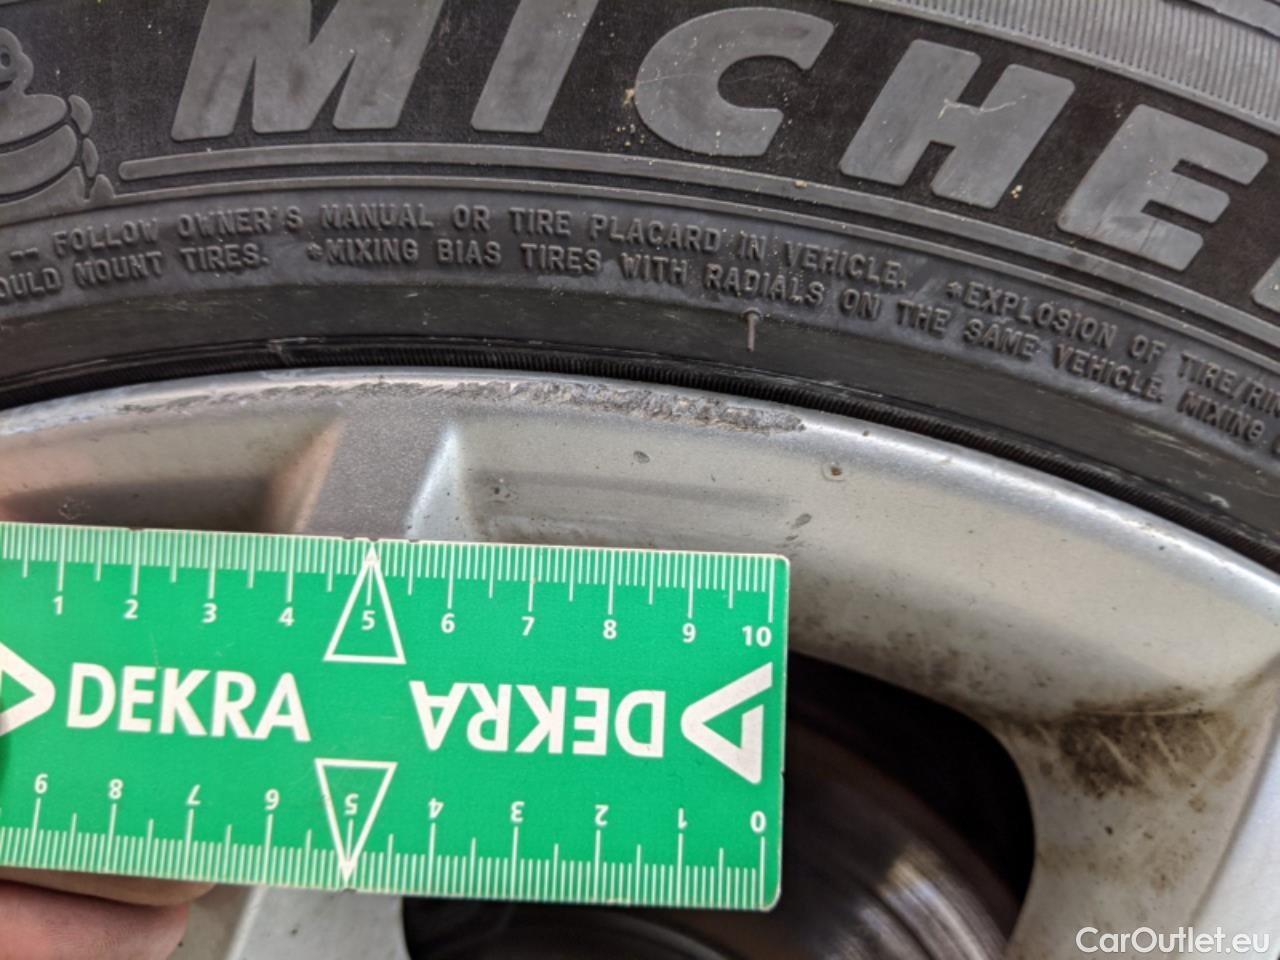 MICHE
-- FOLLOW OWNER'S MANUAL OR TIRE PLACARD IN VEHICLE. *EXPLOSION OF TIRE/RIM
OULD MOUNT TIRES. *MIXING BIAS TIRES WITH RADIALS ON THE SAME VEHICLE. MIXING
1 2 3 4 5 6 7 8 9 10
DEKRA DEKRA
9 8 7 6 5 4 3 2 1 0
CarOutlet.eu